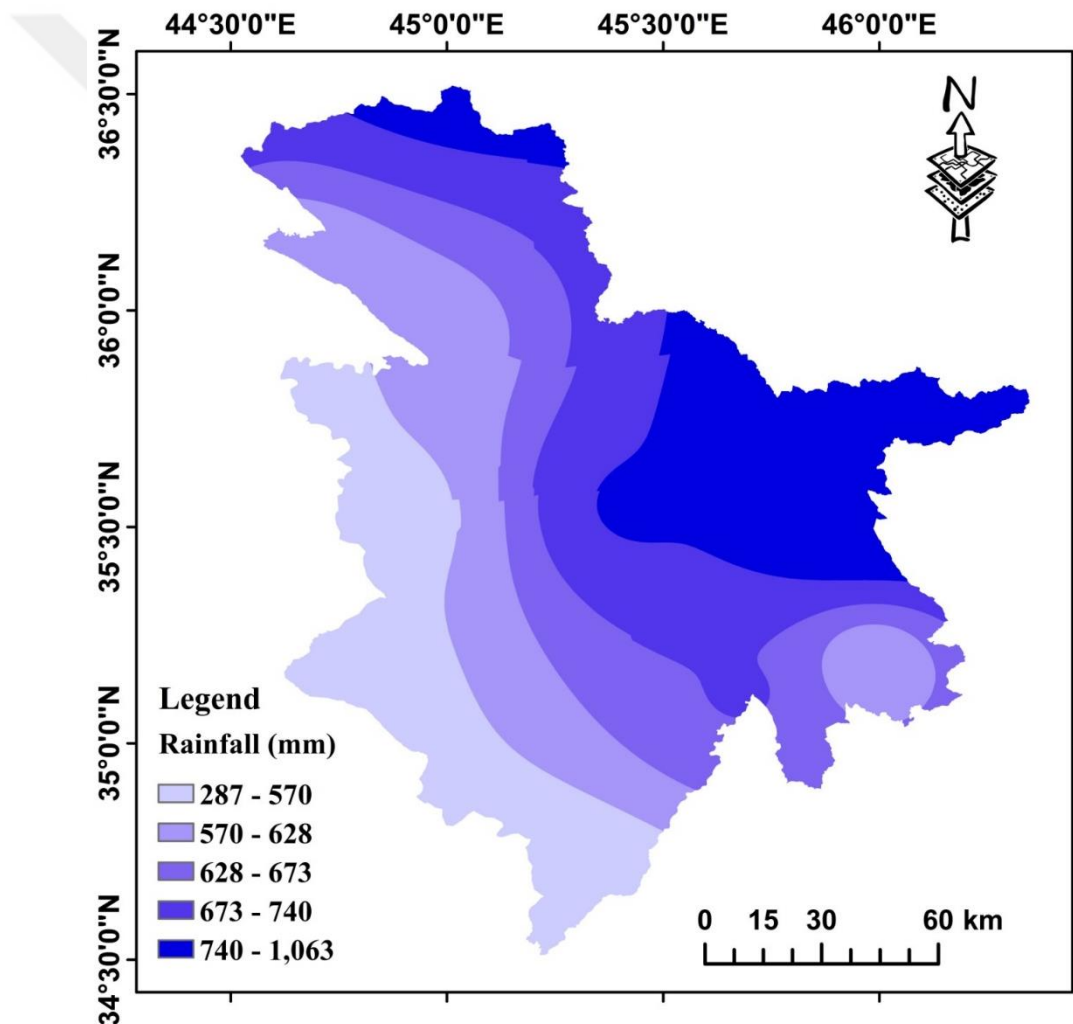 44°30'0"E 45°0'0"E 45°30'0"E 46°0'0"E
36°30'0"N
36°0'0"N
35°30'0"N
35°0'0"N
34°30'0"N
N
Legend
Rainfall (mm)
287 - 570
570 - 628
628 - 673
673 - 740
740 - 1,063
0 15 30 60 km